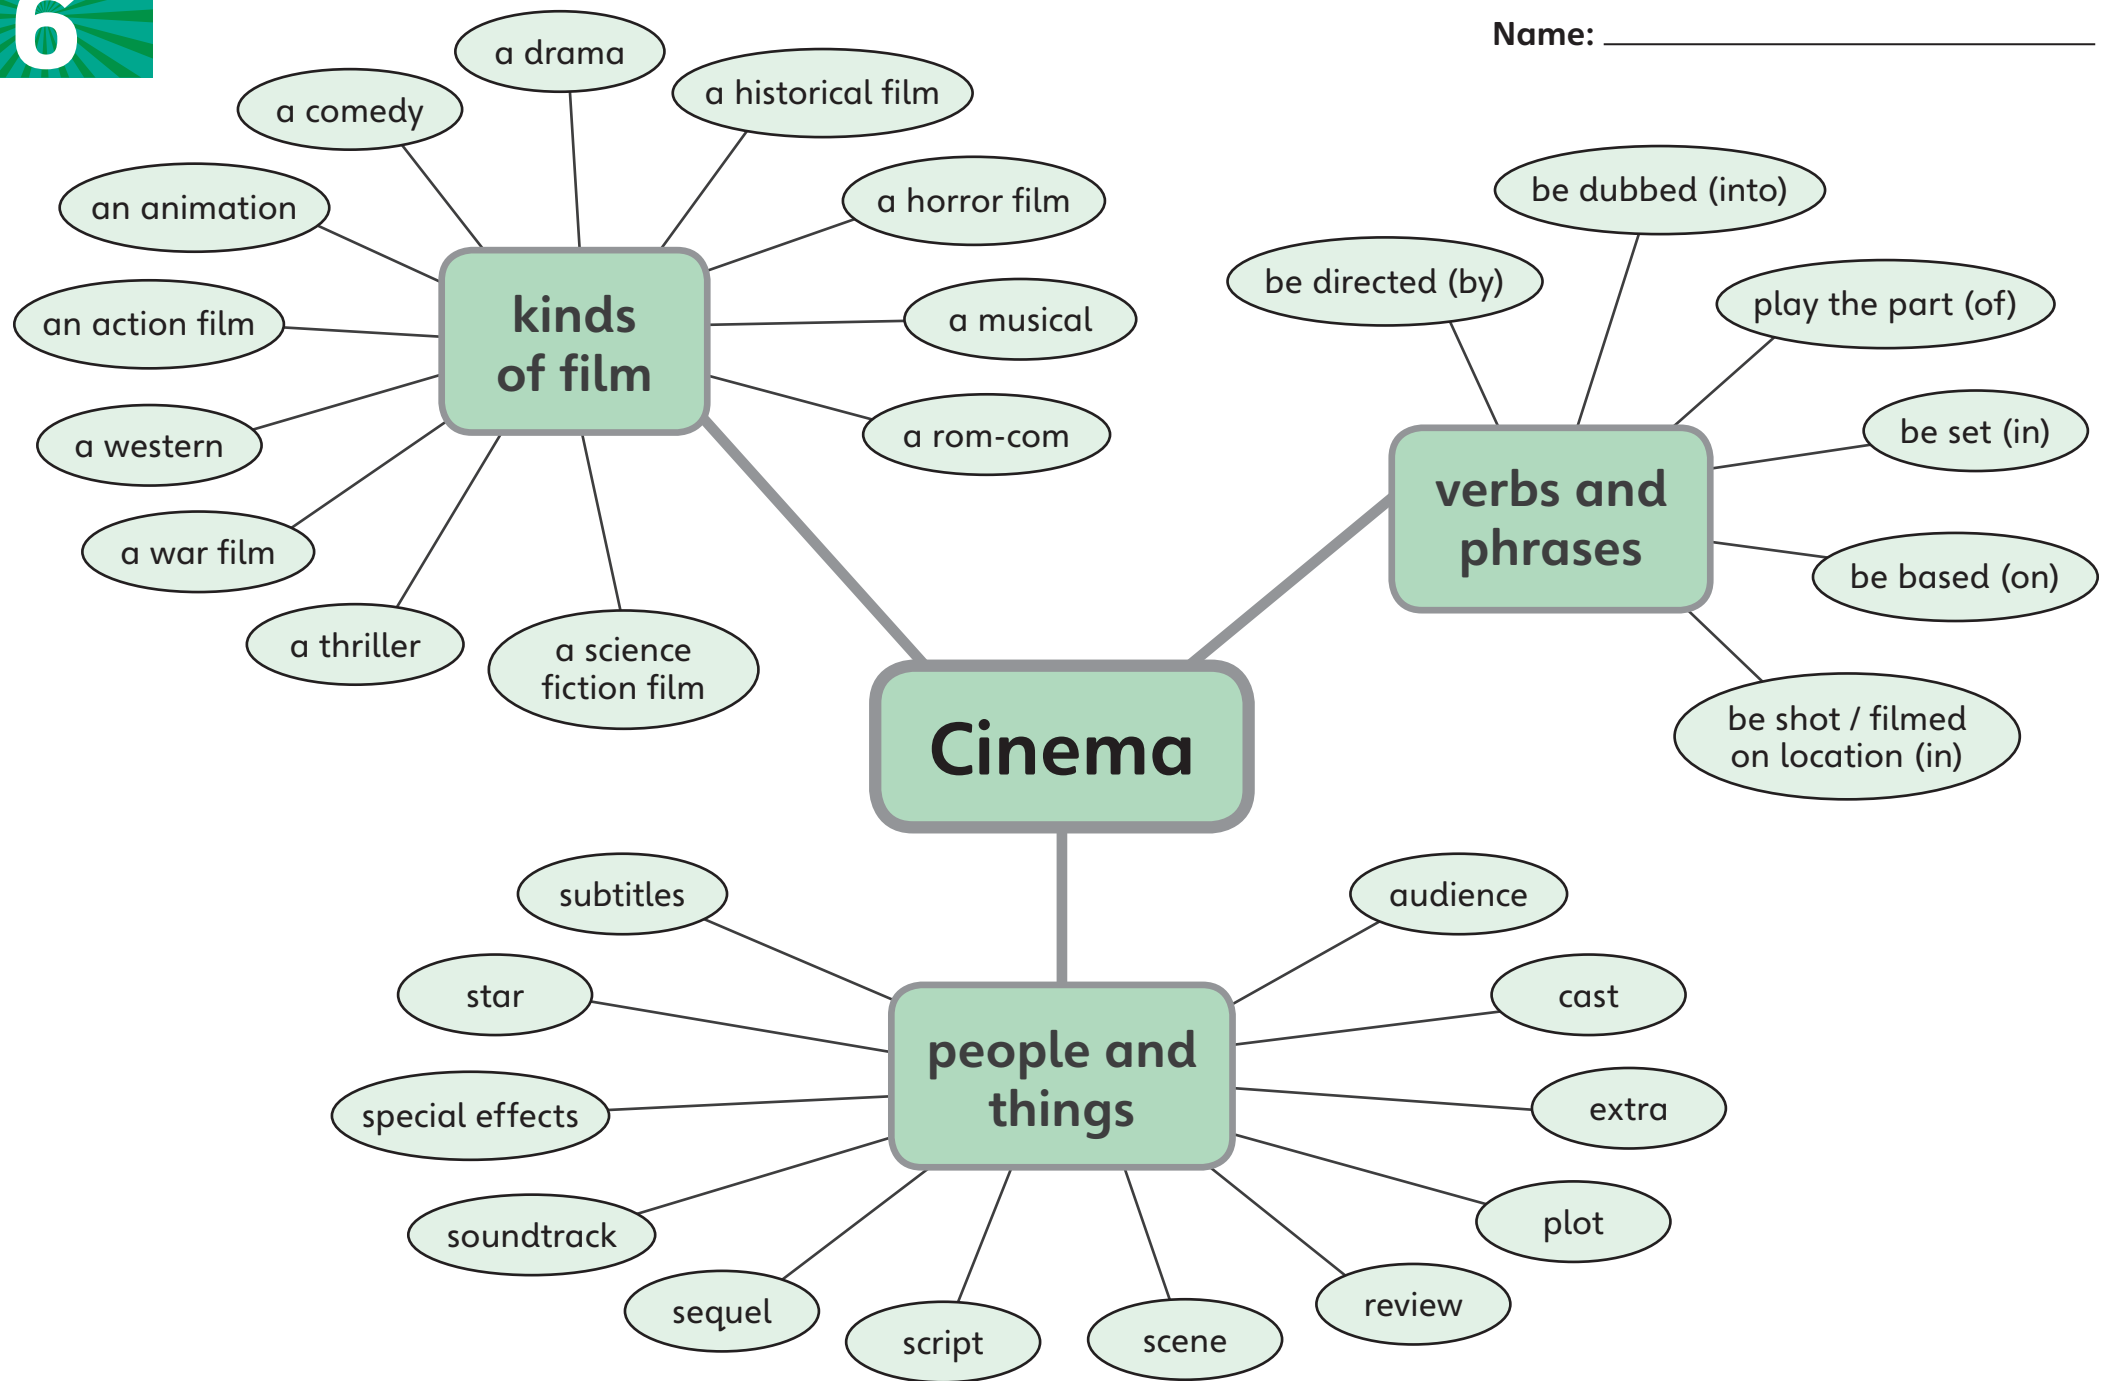 6
Name:
a drama
a historical film
a comedy
a horror film
an animation
an action film
a musical
a western
a rom-com
a war film
a thriller
a science
fiction film
kinds
of film
be dubbed (into)
be directed (by)
play the part (of)
be set (in)
be based (on)
be shot / filmed
on location (in)
verbs and
phrases
Cinema
people and
things
subtitles
star
special effects
soundtrack
sequel
script
scene
review
plot
extra
cast
audience